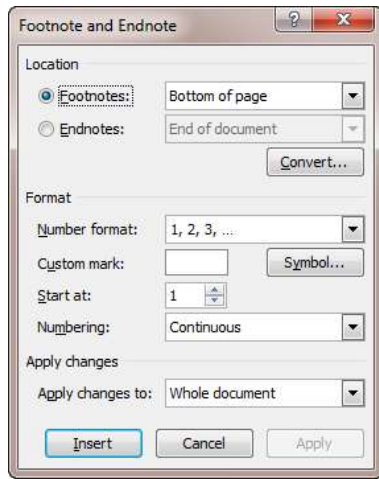 Footnote and Endnote
Location
Footnotes: Bottom of page
Endnotes: End of document
Convert...
Format
Number format: 1, 2, 3, ...
Custom mark: Symbol...
Start at: 1
Numbering: Continuous
Apply changes
Apply changes to: Whole document
Insert Cancel Apply